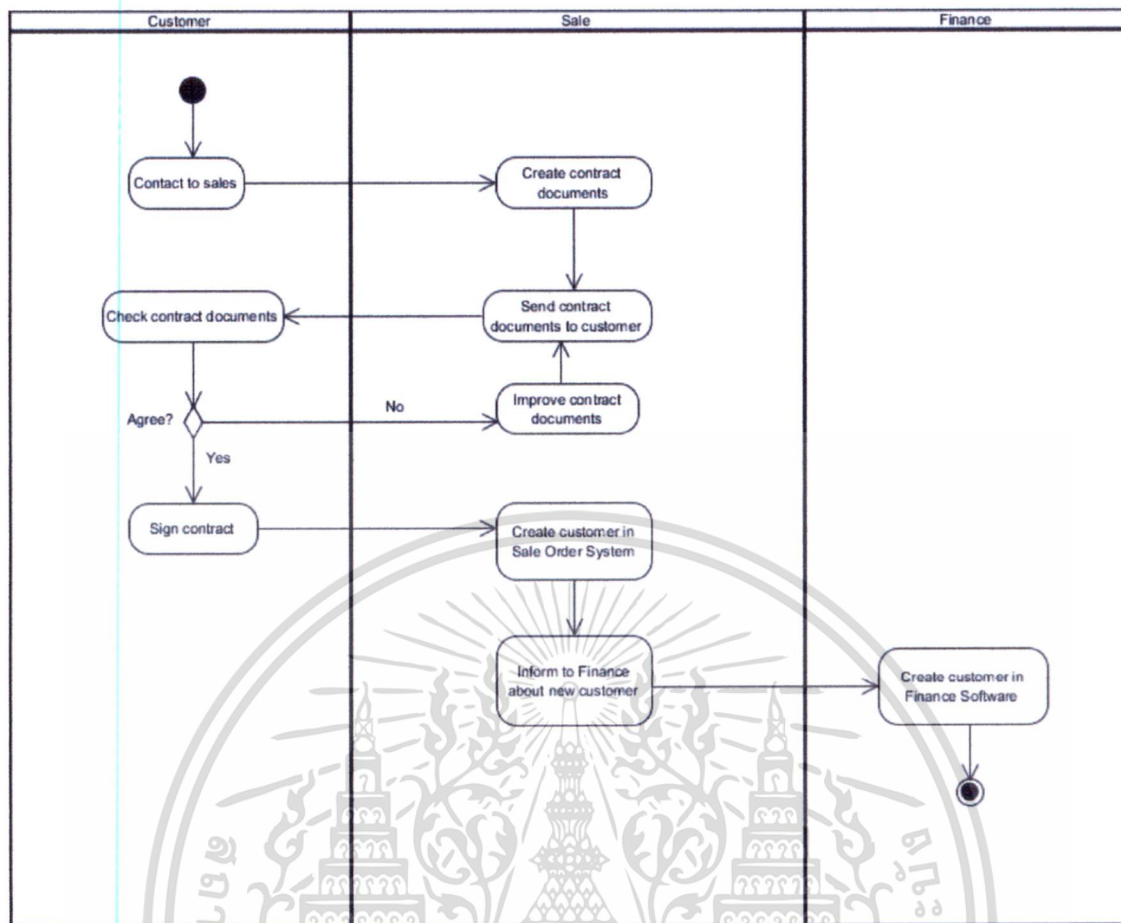 Customer
Sale
Finance
Contact to sales
Create contract
documents
Check contract documents
Send contract
documents to customer
Agree?
No
Improve contract
documents
Yes
Sign contract
Create customer in
Sale Order System
Inform to Finance
about new customer
Create customer in
Finance Software